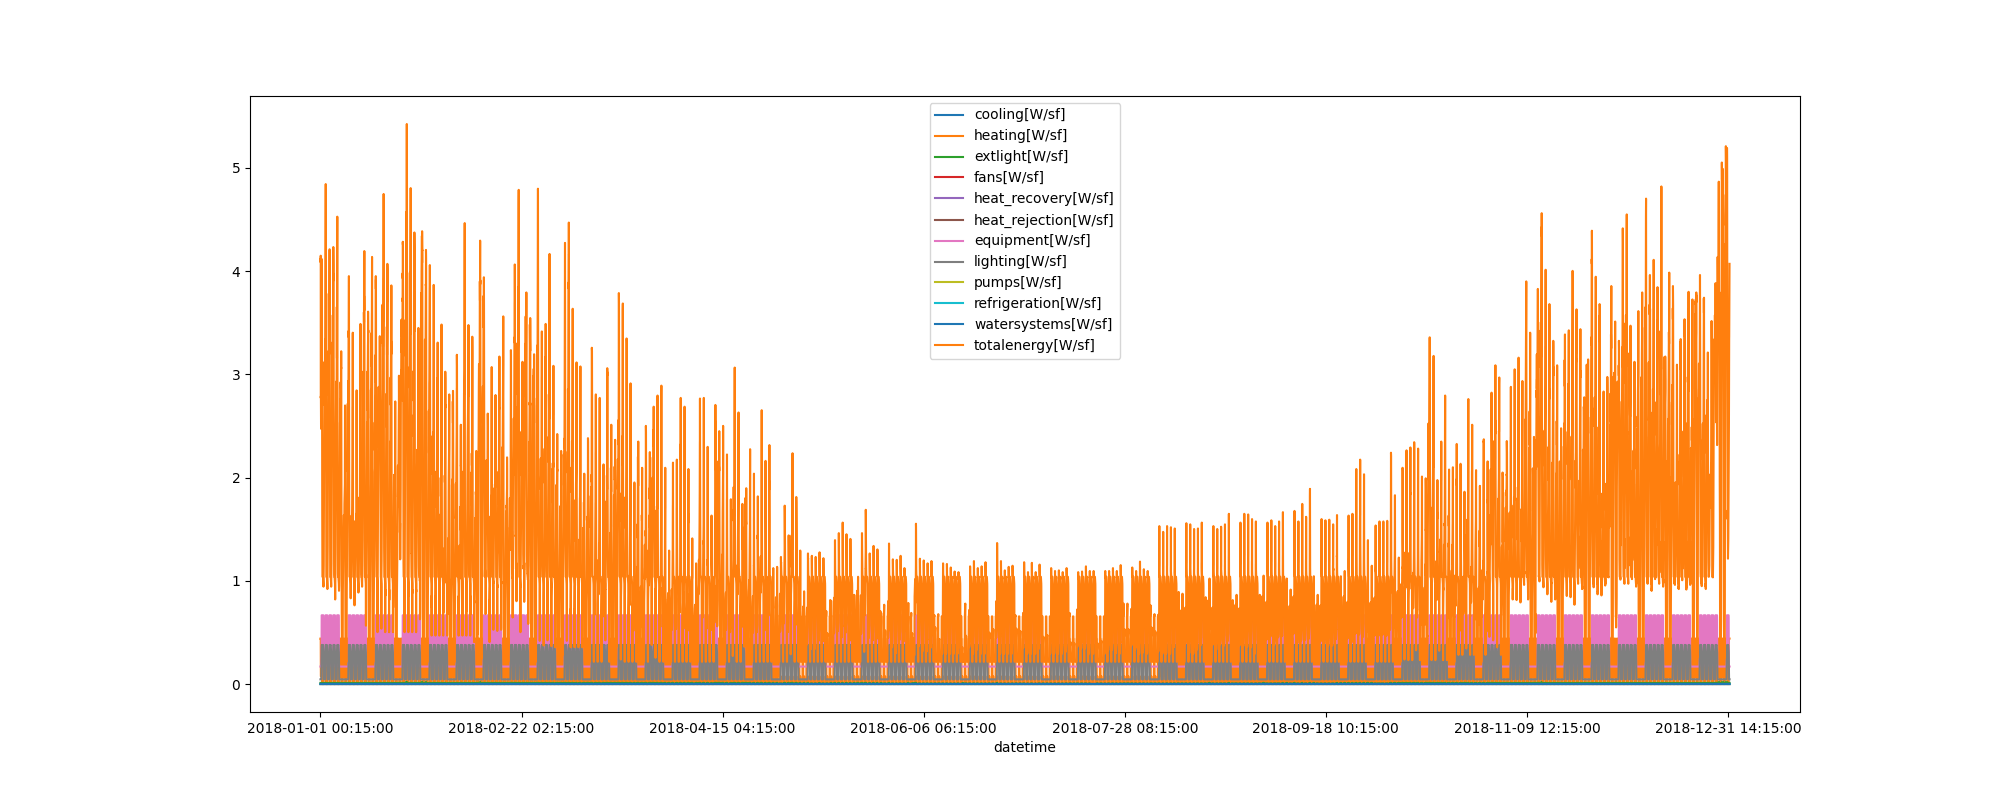 cooling[W/sf]
heating[W/sf]
extlight[W/sf]
fans[W/sf]
heat_recovery[W/sf]
heat_rejection[W/sf]
equipment[W/sf]
lighting[W/sf]
pumps[W/sf]
refrigeration[W/sf]
watersystems[W/sf]
totalenergy[W/sf]
5
4
3
2
1
0
2018-01-01 00:15:00 2018-02-22 02:15:00 2018-04-15 04:15:00 2018-06-06 06:15:00 2018-07-28 08:15:00 2018-09-18 10:15:00 2018-11-09 12:15:00 2018-12-31 14:15:00
datetime